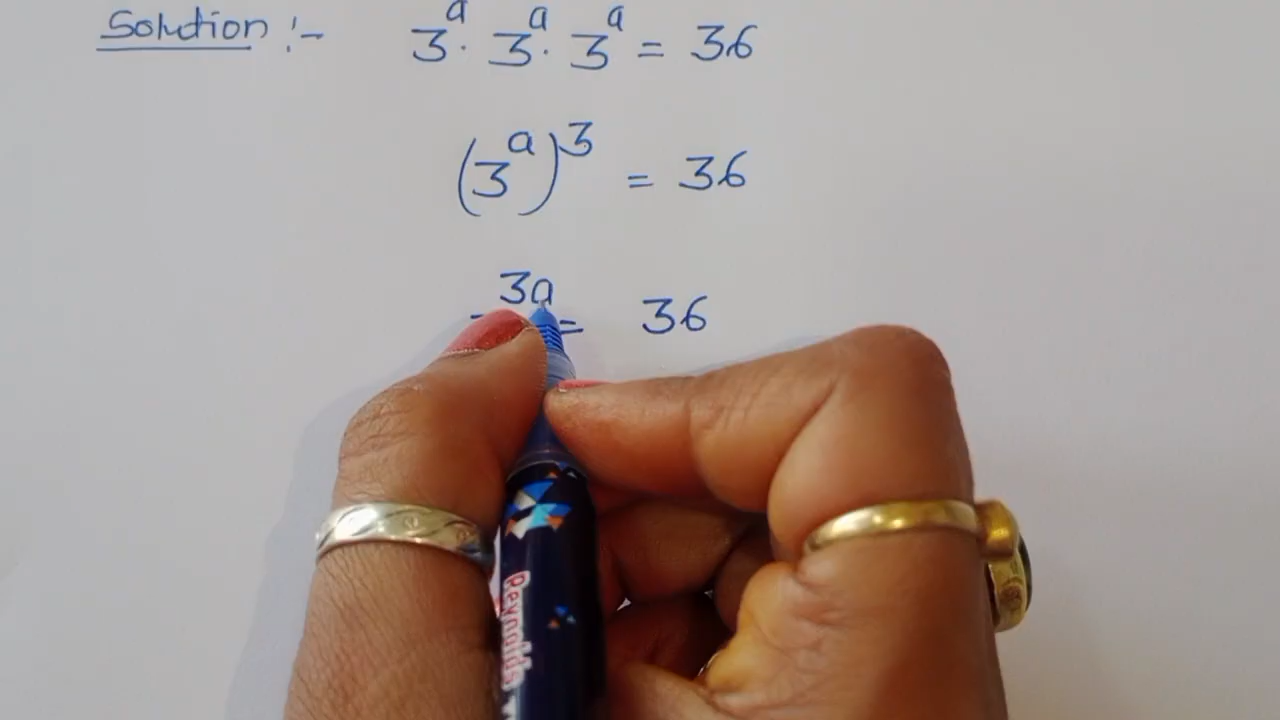 Solution :- 3^a · 3^a · 3^a = 36
(3^a)^3 = 36
3a = 36
Reynolds